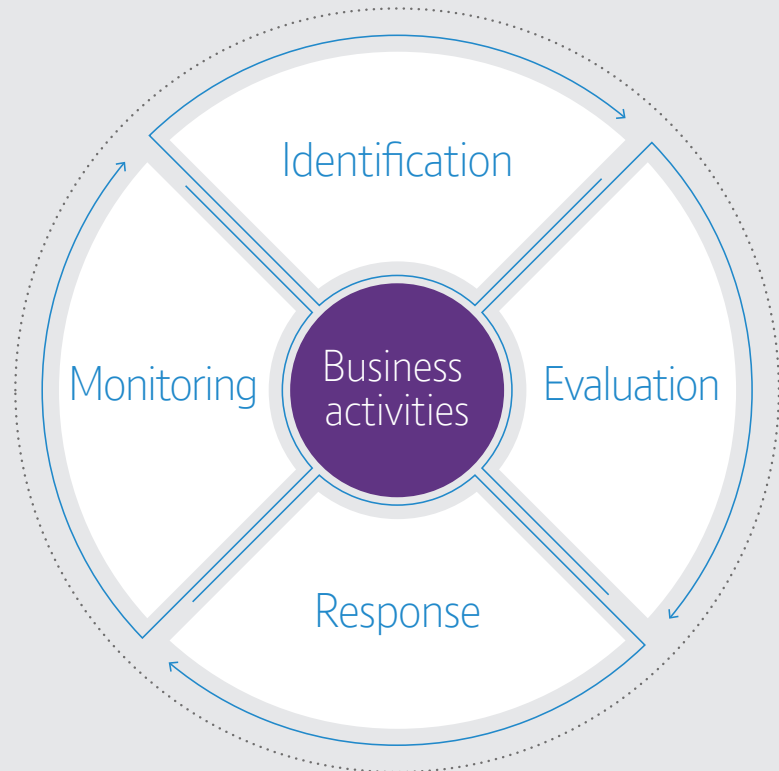 Identification
Monitoring
Business
activities
Evaluation
Response